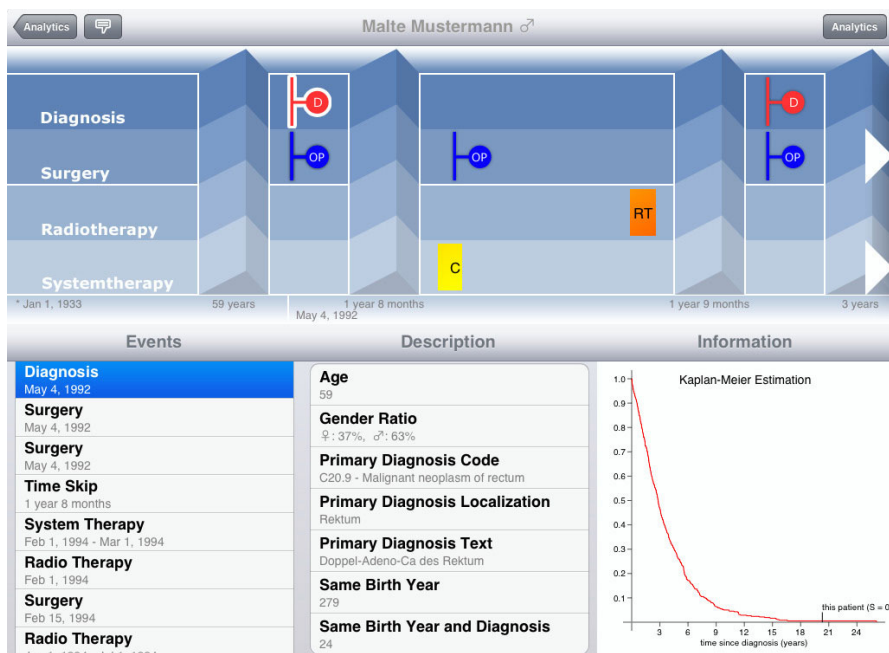 Analytics
Malte Mustermann ♂
Analytics
Diagnosis
D
D
Surgery
OP
OP
OP
Radiotherapy
RT
Systemtherapy
C
* Jan 1, 1933
59 years
1 year 8 months
1 year 9 months
3 years
May 4, 1992
Events
Description
Information
Diagnosis
May 4, 1992
Surgery
May 4, 1992
Surgery
May 4, 1992
Time Skip
1 year 8 months
System Therapy
Feb 1, 1994 - Mar 1, 1994
Radio Therapy
Feb 1, 1994
Surgery
Feb 15, 1994
Radio Therapy
Age
59
Gender Ratio
♀: 37%, ♂: 63%
Primary Diagnosis Code
C20.9 - Malignant neoplasm of rectum
Primary Diagnosis Localization
Rektum
Primary Diagnosis Text
Doppel-Adeno-Ca des Rektum
Same Birth Year
279
Same Birth Year and Diagnosis
24
Kaplan-Meier Estimation
1.0
0.9
0.8
0.7
0.6
0.5
0.4
0.3
0.2
0.1
this patient (S = 0
3 6 9 12 15 18 21 24
time since diagnosis (years)